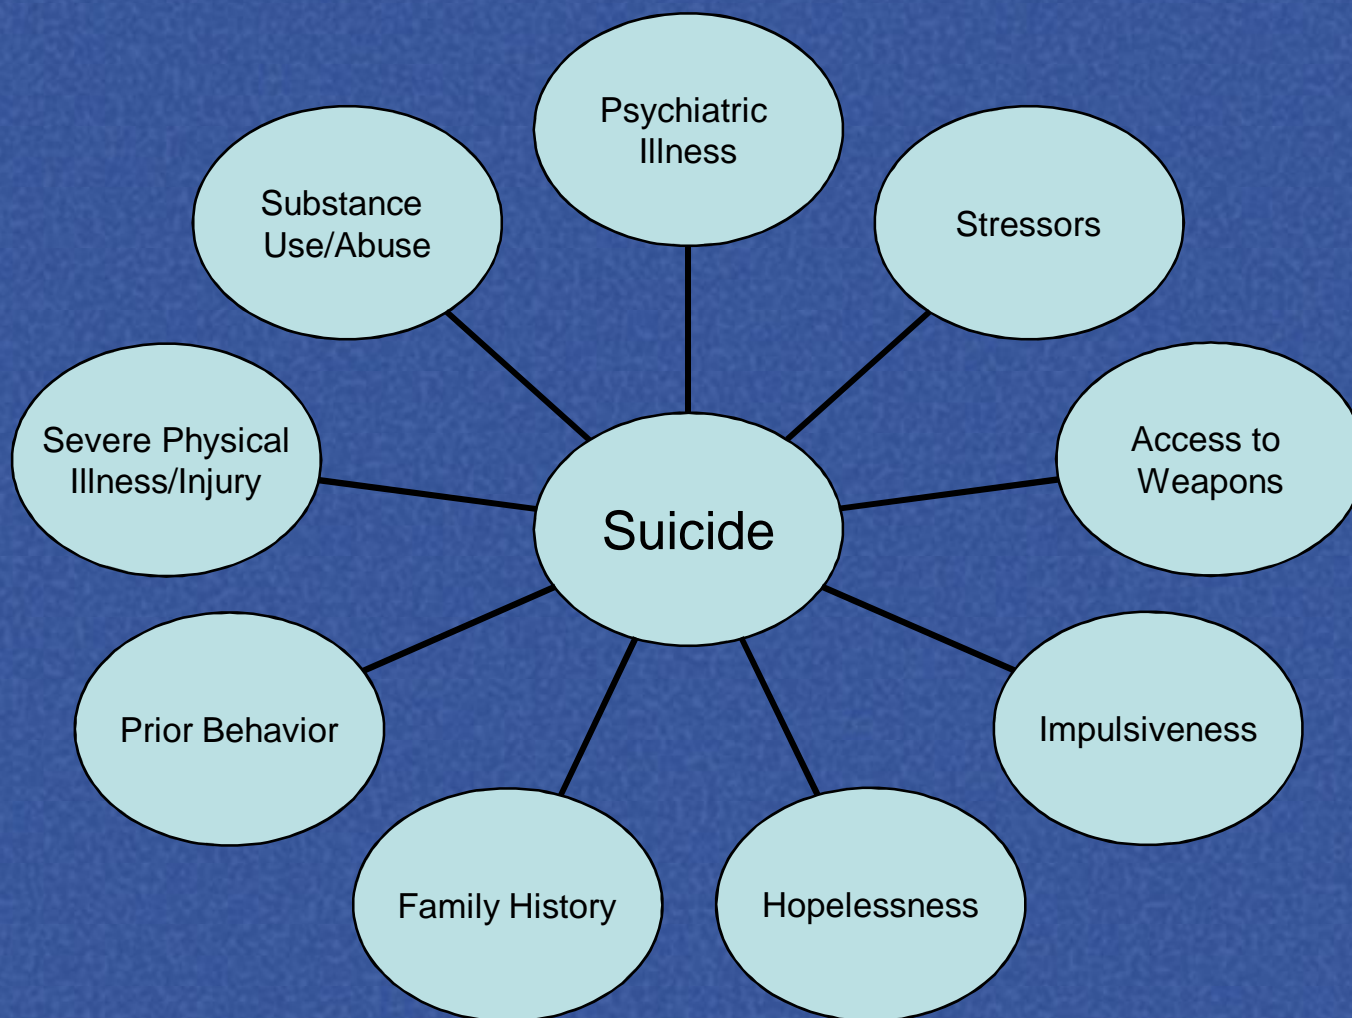 Psychiatric
Illness
Substance
Use/Abuse
Stressors
Severe Physical
Illness/Injury
Access to
Weapons
Suicide
Prior Behavior
Impulsiveness
Family History
Hopelessness